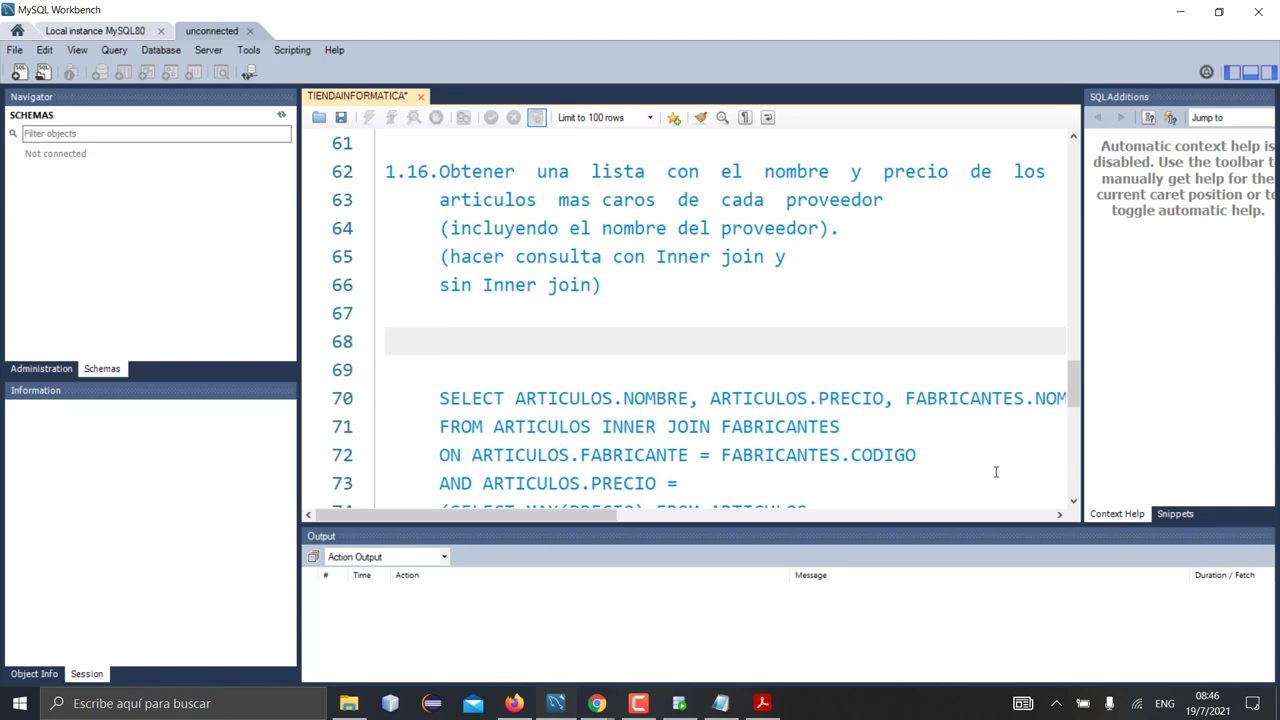 MySQL Workbench
Local instance MySQL80
unconnected
File Edit View Query Database Server Tools Scripting Help
Navigator
SCHEMAS
Filter objects
Not connected
Administration Schemas
Information
Object Info Session
TIENDAINFORMATICA*
Limit to 100 rows
61
62 1.16.Obtener una lista con el nombre y precio de los
63 articulos mas caros de cada proveedor
64 (incluyendo el nombre del proveedor).
65 (hacer consulta con Inner join y
66 sin Inner join)
67
68
69
70 SELECT ARTICULOS.NOMBRE, ARTICULOS.PRECIO, FABRICANTES.NOM
71 FROM ARTICULOS INNER JOIN FABRICANTES
72 ON ARTICULOS.FABRICANTE = FABRICANTES.CODIGO
73 AND ARTICULOS.PRECIO =
74 (SELECT MAX(PRECIO) FROM ARTICULOS
SQLAdditions
Jump to
Automatic context help is
disabled. Use the toolbar t
manually get help for the
current caret position or to
toggle automatic help.
Context Help Snippets
Output
Action Output
# Time Action Message Duration / Fetch
Escribe aquí para buscar
ENG
08:46
19/7/2021